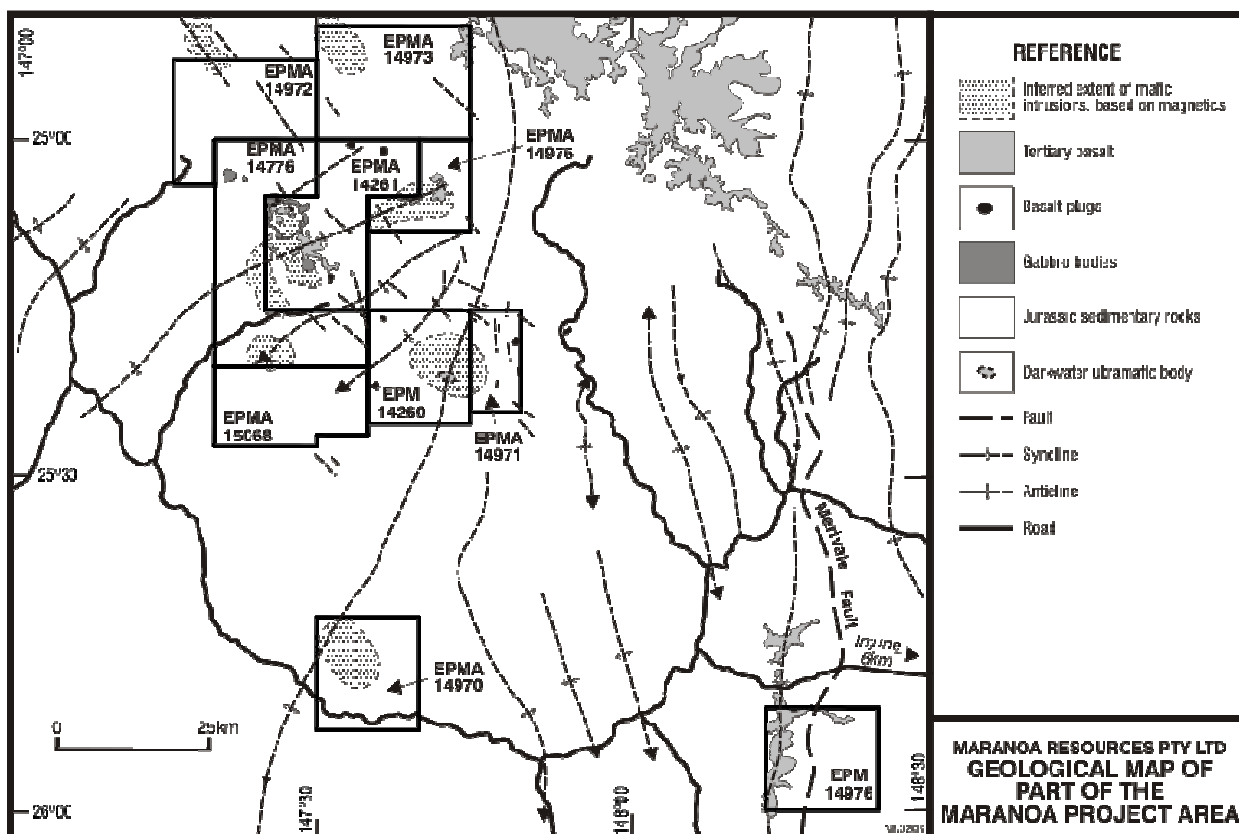 147°00'
EPMA
14973
EPMA
14972
25°00
EPMA
14776
EPMA
14261
EPMA
14975
EPMA
15068
EPM
14260
EPMA
14971
25°30
Merivale Fault
Injune
6km
EPMA
14970
0 25km
EPM
14976
26°00
147°30
148°00
148°30
REFERENCE
Inferred extent of mafic
intrusions, based on magnetics
Tertiary basalt
Basalt plugs
Gabbro bodies
Jurassic sedimentary rocks
Darkwater ultramafic body
Fault
Syncline
Anticline
Road
MARANOA RESOURCES PTY LTD
GEOLOGICAL MAP OF
PART OF THE
MARANOA PROJECT AREA